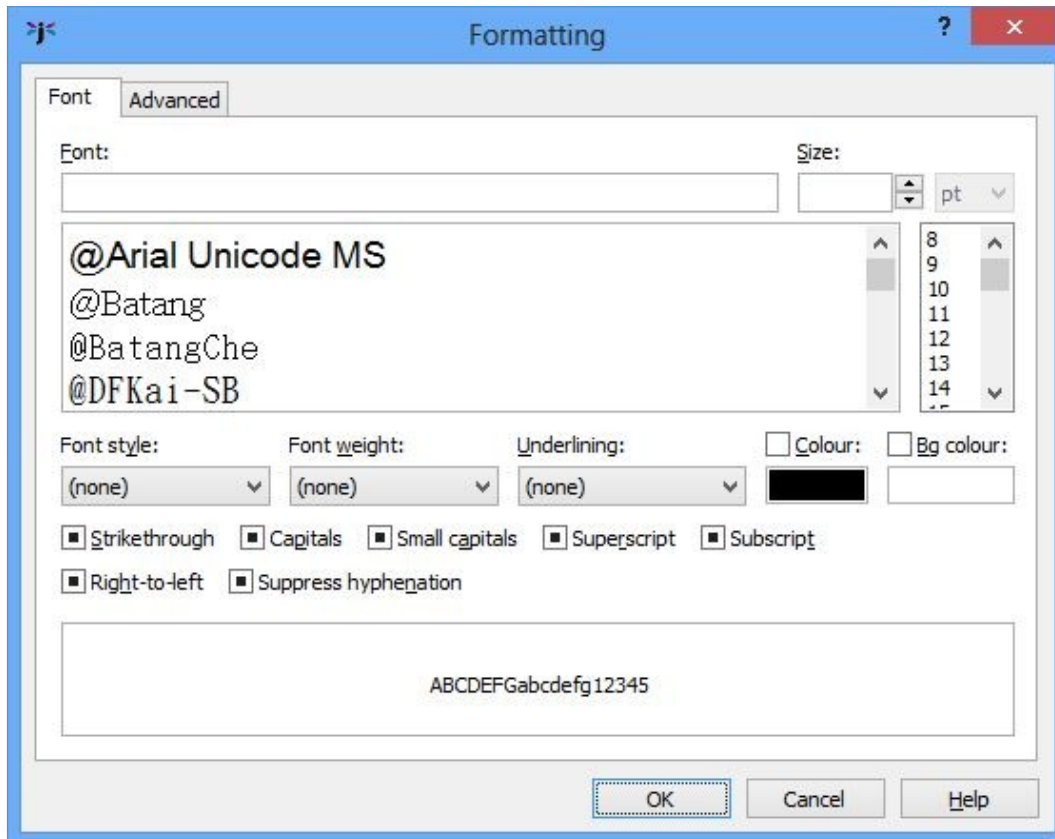 Formatting
?
Font
Advanced
Font:
Size:
pt
@Arial Unicode MS
@Batang
@BatangChe
@DFKai-SB
8
9
10
11
12
13
14
Font style:
Font weight:
Underlining:
Colour:
Bg colour:
(none)
(none)
(none)
Strikethrough
Capitals
Small capitals
Superscript
Subscript
Right-to-left
Suppress hyphenation
ABCDEFGabcdefg12345
OK
Cancel
Help